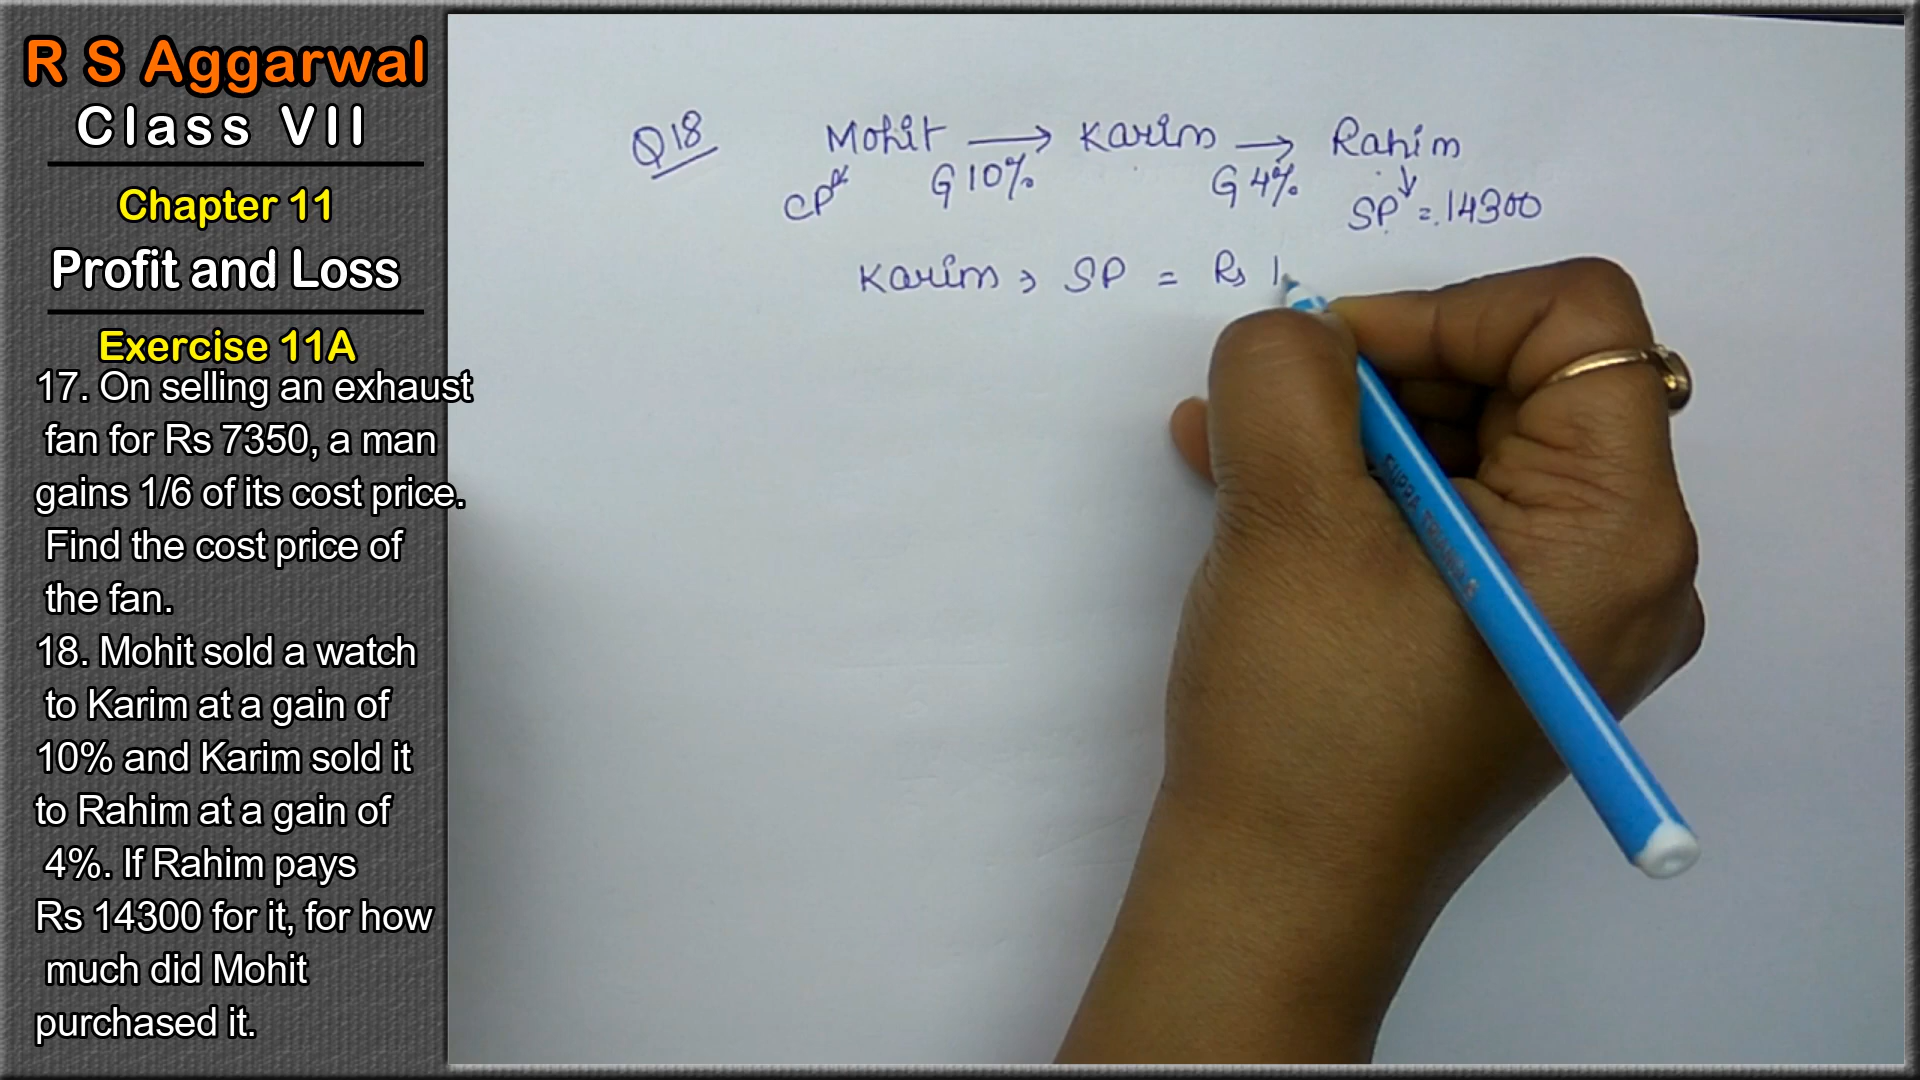 R S Aggarwal
Class VII
Chapter 11
Profit and Loss
Exercise 11A
17. On selling an exhaust
fan for Rs 7350, a man
gains 1/6 of its cost price.
Find the cost price of
the fan.
18. Mohit sold a watch
to Karim at a gain of
10% and Karim sold it
to Rahim at a gain of
4%. If Rahim pays
Rs 14300 for it, for how
much did Mohit
purchased it.
Q18 Mohit → Karim → Rahim
CP G 10% G 4% ↓
SP = 14300
Karim, SP = Rs 1
SUPRA TRIANGLE